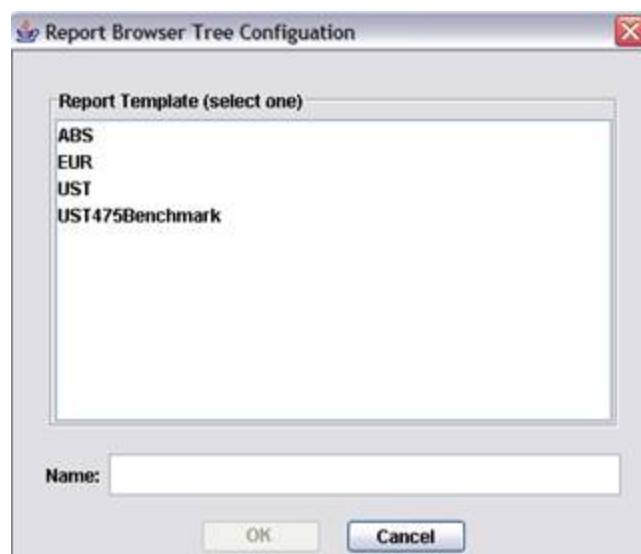 Report Browser Tree Configuation
Report Template (select one)
ABS
EUR
UST
UST475Benchmark
Name:
OK
Cancel